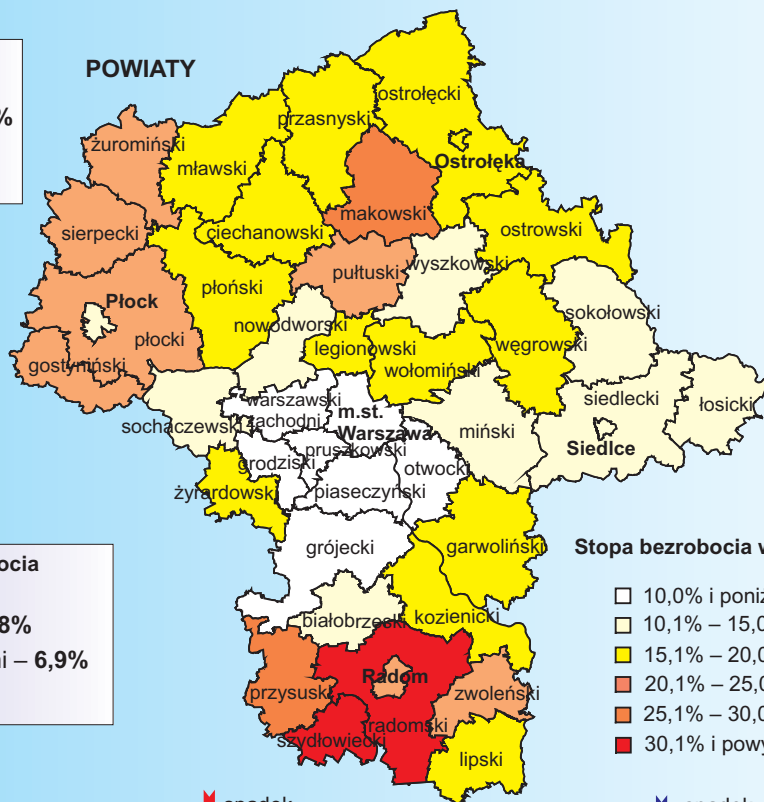 %
POWIATY
ostrołęcki
przasnyski
żuromiński
Ostrołęka
mławski
makowski
sierpecki
ciechanowski
ostrowski
wyszkowski
pułtuski
płoński
Płock
sokołowski
nowodworski
płocki
legionowski
węgrowski
gostyniński
wołomiński
siedlecki
warszawski
zachodni
łosicki
m.st.
Warszawa
sochaczewski
miński
Siedlce
pruszkowski
grodziski
otwocki
żyrardowski
piaseczyński
grójecki
garwoliński
białobrzeski
kozienicki
Radom
przysuski
zwoleński
radomski
szydłowiecki
lipski
ocia
8%
ni – 6,9%
Stopa bezrobocia w
10,0% i poniż
10,1% – 15,0
15,1% – 20,0
20,1% – 25,0
25,1% – 30,0
30,1% i powy